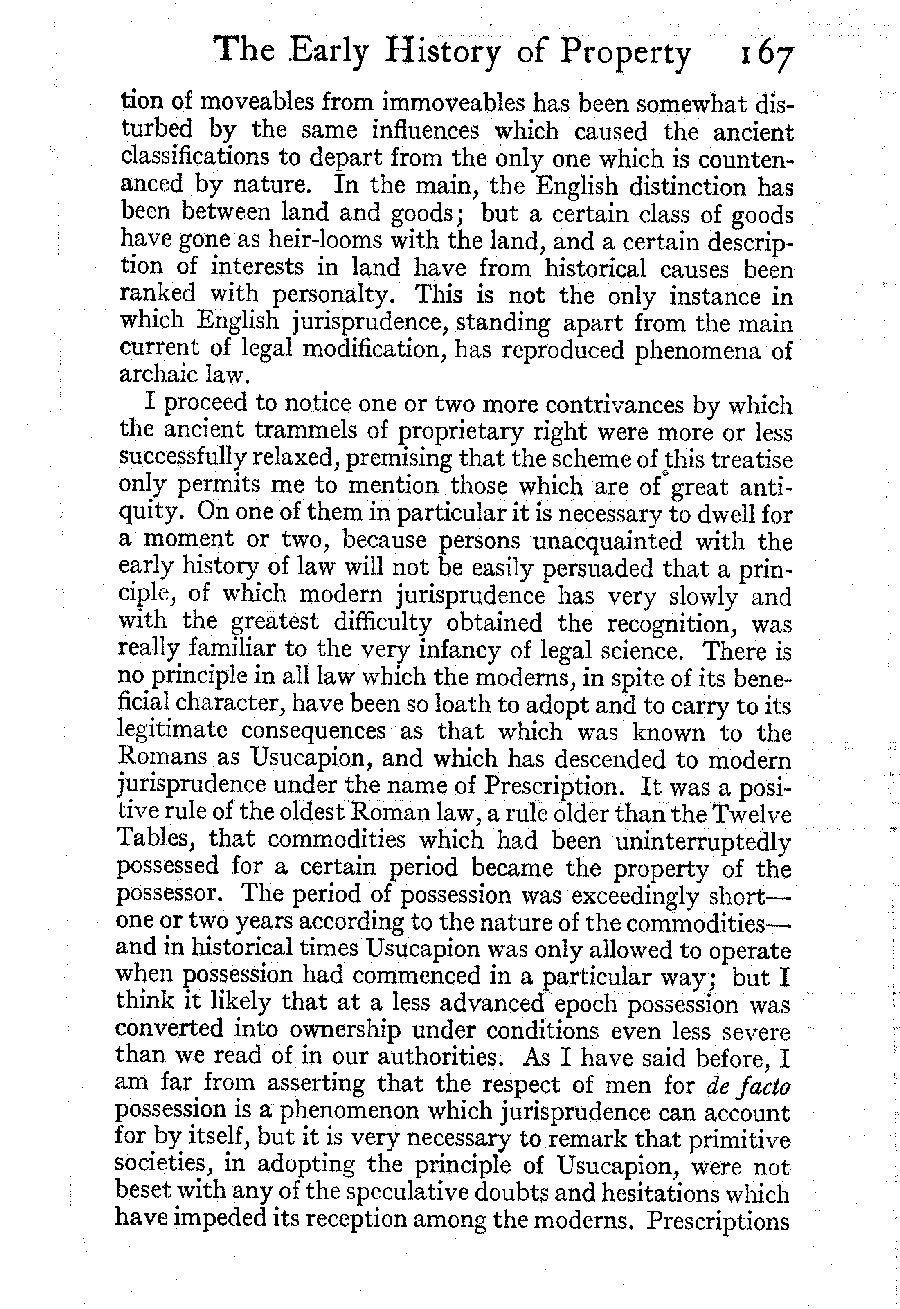 The Early History of Property 167
tion of moveables from immoveables has been somewhat dis-
turbed by the same influences which caused the ancient
classifications to depart from the only one which is counten-
anced by nature. In the main, the English distinction has
been between land and goods; but a certain class of goods
have gone as heir-looms with the land, and a certain descrip-
tion of interests in land have from historical causes been
ranked with personalty. This is not the only instance in
which English jurisprudence, standing apart from the main
current of legal modification, has reproduced phenomena of
archaic law.
I proceed to notice one or two more contrivances by which
the ancient trammels of proprietary right were more or less
successfully relaxed, premising that the scheme of this treatise
only permits me to mention those which are of great anti-
quity. On one of them in particular it is necessary to dwell for
a moment or two, because persons unacquainted with the
early history of law will not be easily persuaded that a prin-
ciple, of which modern jurisprudence has very slowly and
with the greatest difficulty obtained the recognition, was
really familiar to the very infancy of legal science. There is
no principle in all law which the moderns, in spite of its bene-
ficial character, have been so loath to adopt and to carry to its
legitimate consequences as that which was known to the
Romans as Usucapion, and which has descended to modern
jurisprudence under the name of Prescription. It was a posi-
tive rule of the oldest Roman law, a rule older than the Twelve
Tables, that commodities which had been uninterruptedly
possessed for a certain period became the property of the
possessor. The period of possession was exceedingly short—
one or two years according to the nature of the commodities—
and in historical times Usucapion was only allowed to operate
when possession had commenced in a particular way; but I
think it likely that at a less advanced epoch possession was
converted into ownership under conditions even less severe
than we read of in our authorities. As I have said before, I
am far from asserting that the respect of men for de facto
possession is a phenomenon which jurisprudence can account
for by itself, but it is very necessary to remark that primitive
societies, in adopting the principle of Usucapion, were not
beset with any of the speculative doubts and hesitations which
have impeded its reception among the moderns. Prescriptions